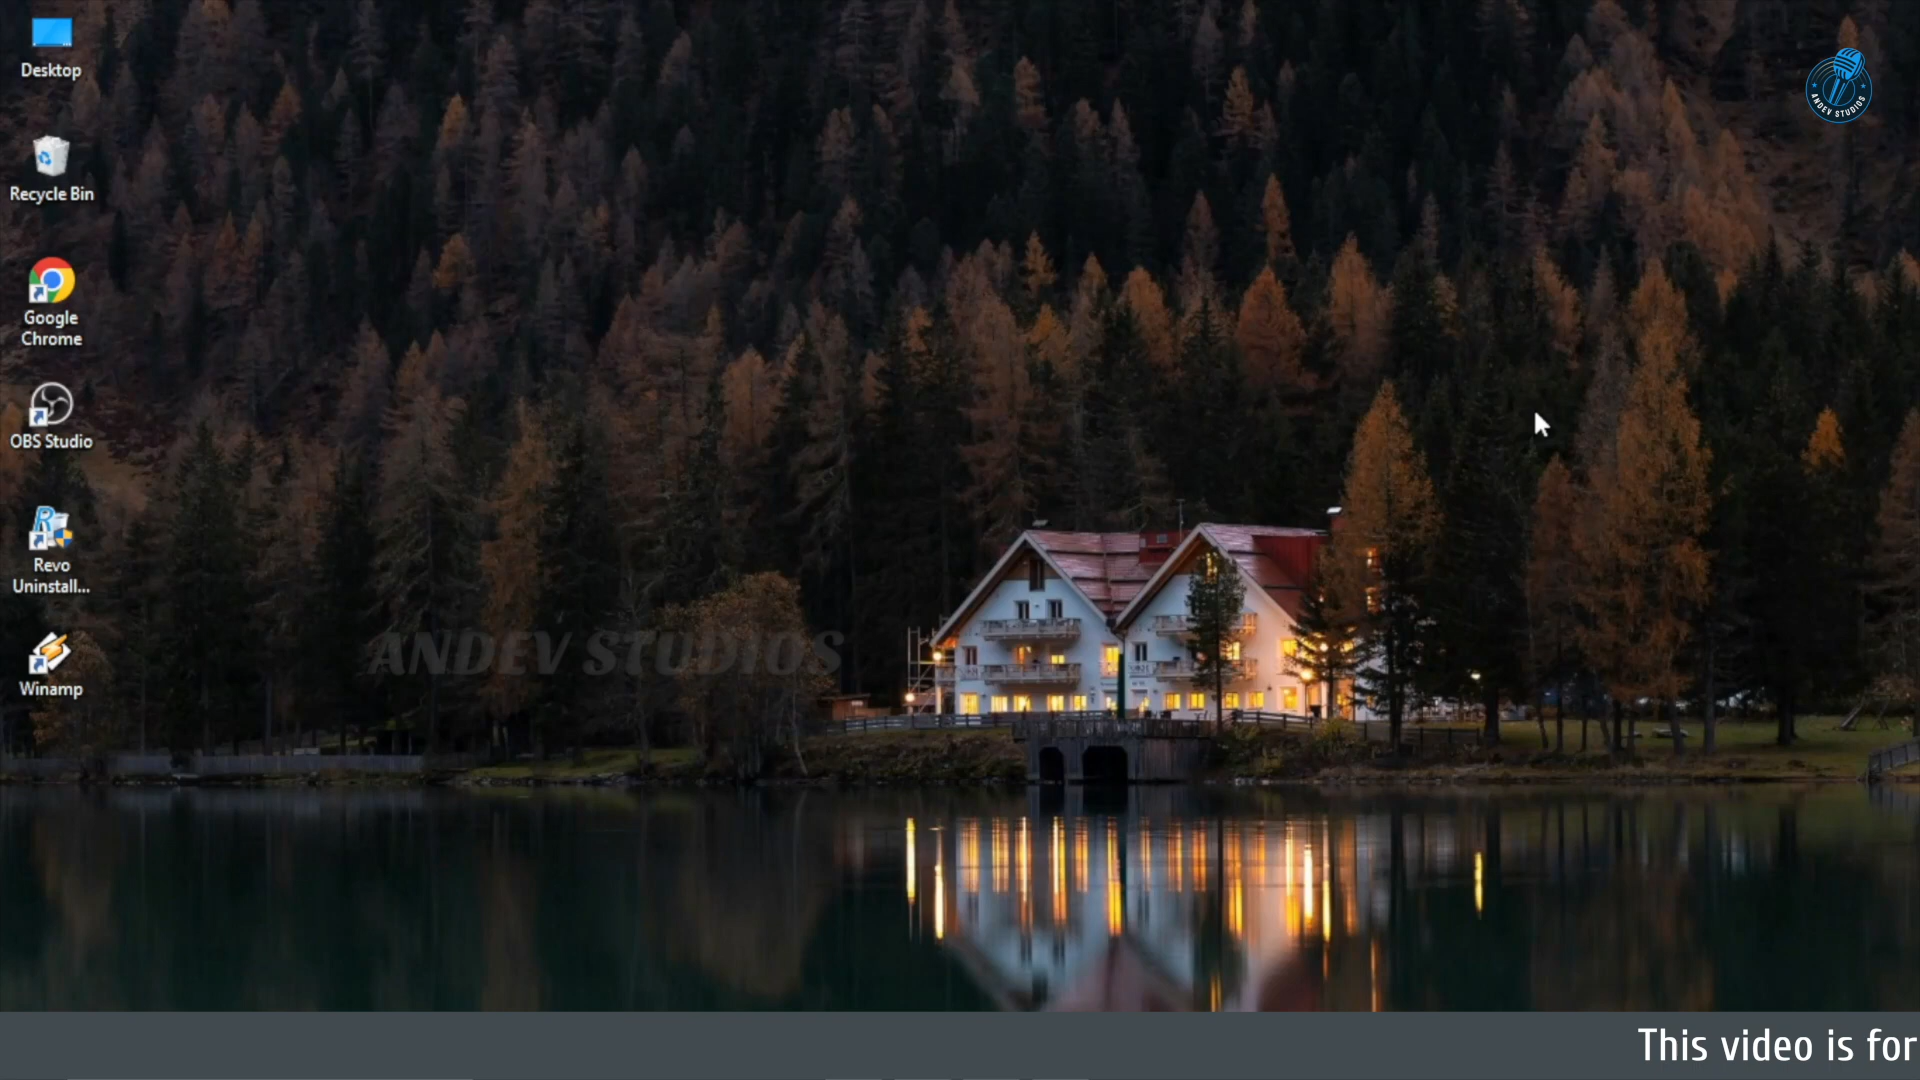 Desktop
Recycle Bin
Google
Chrome
OBS Studio
Revo
Uninstall...
Winamp
ANDEV STUDIOS
ANDEV STUDIOS
This video is for